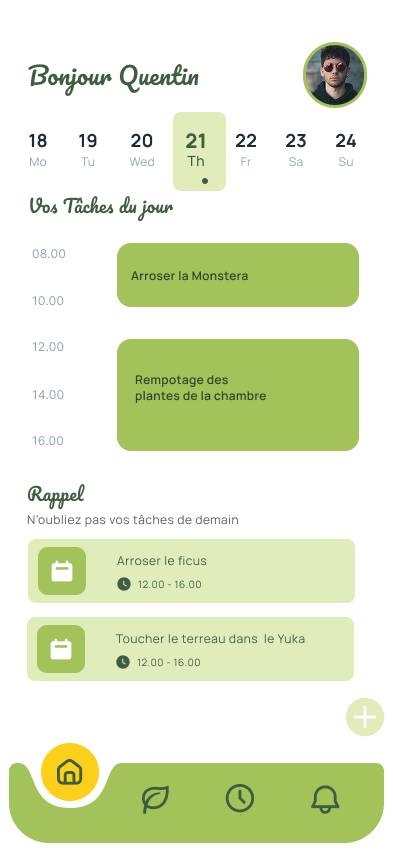 Bonjour Quentin
18 19 20 21 22 23 24
Mo Tu Wed Th Fr Sa Su
Vos Tâches du jour
08.00
Arroser la Monstera
10.00
12.00
Rempotage des
plantes de la chambre
14.00
16.00
Rappel
N'oubliez pas vos tâches de demain
Arroser le ficus
12.00 - 16.00
Toucher le terreau dans le Yuka
12.00 - 16.00